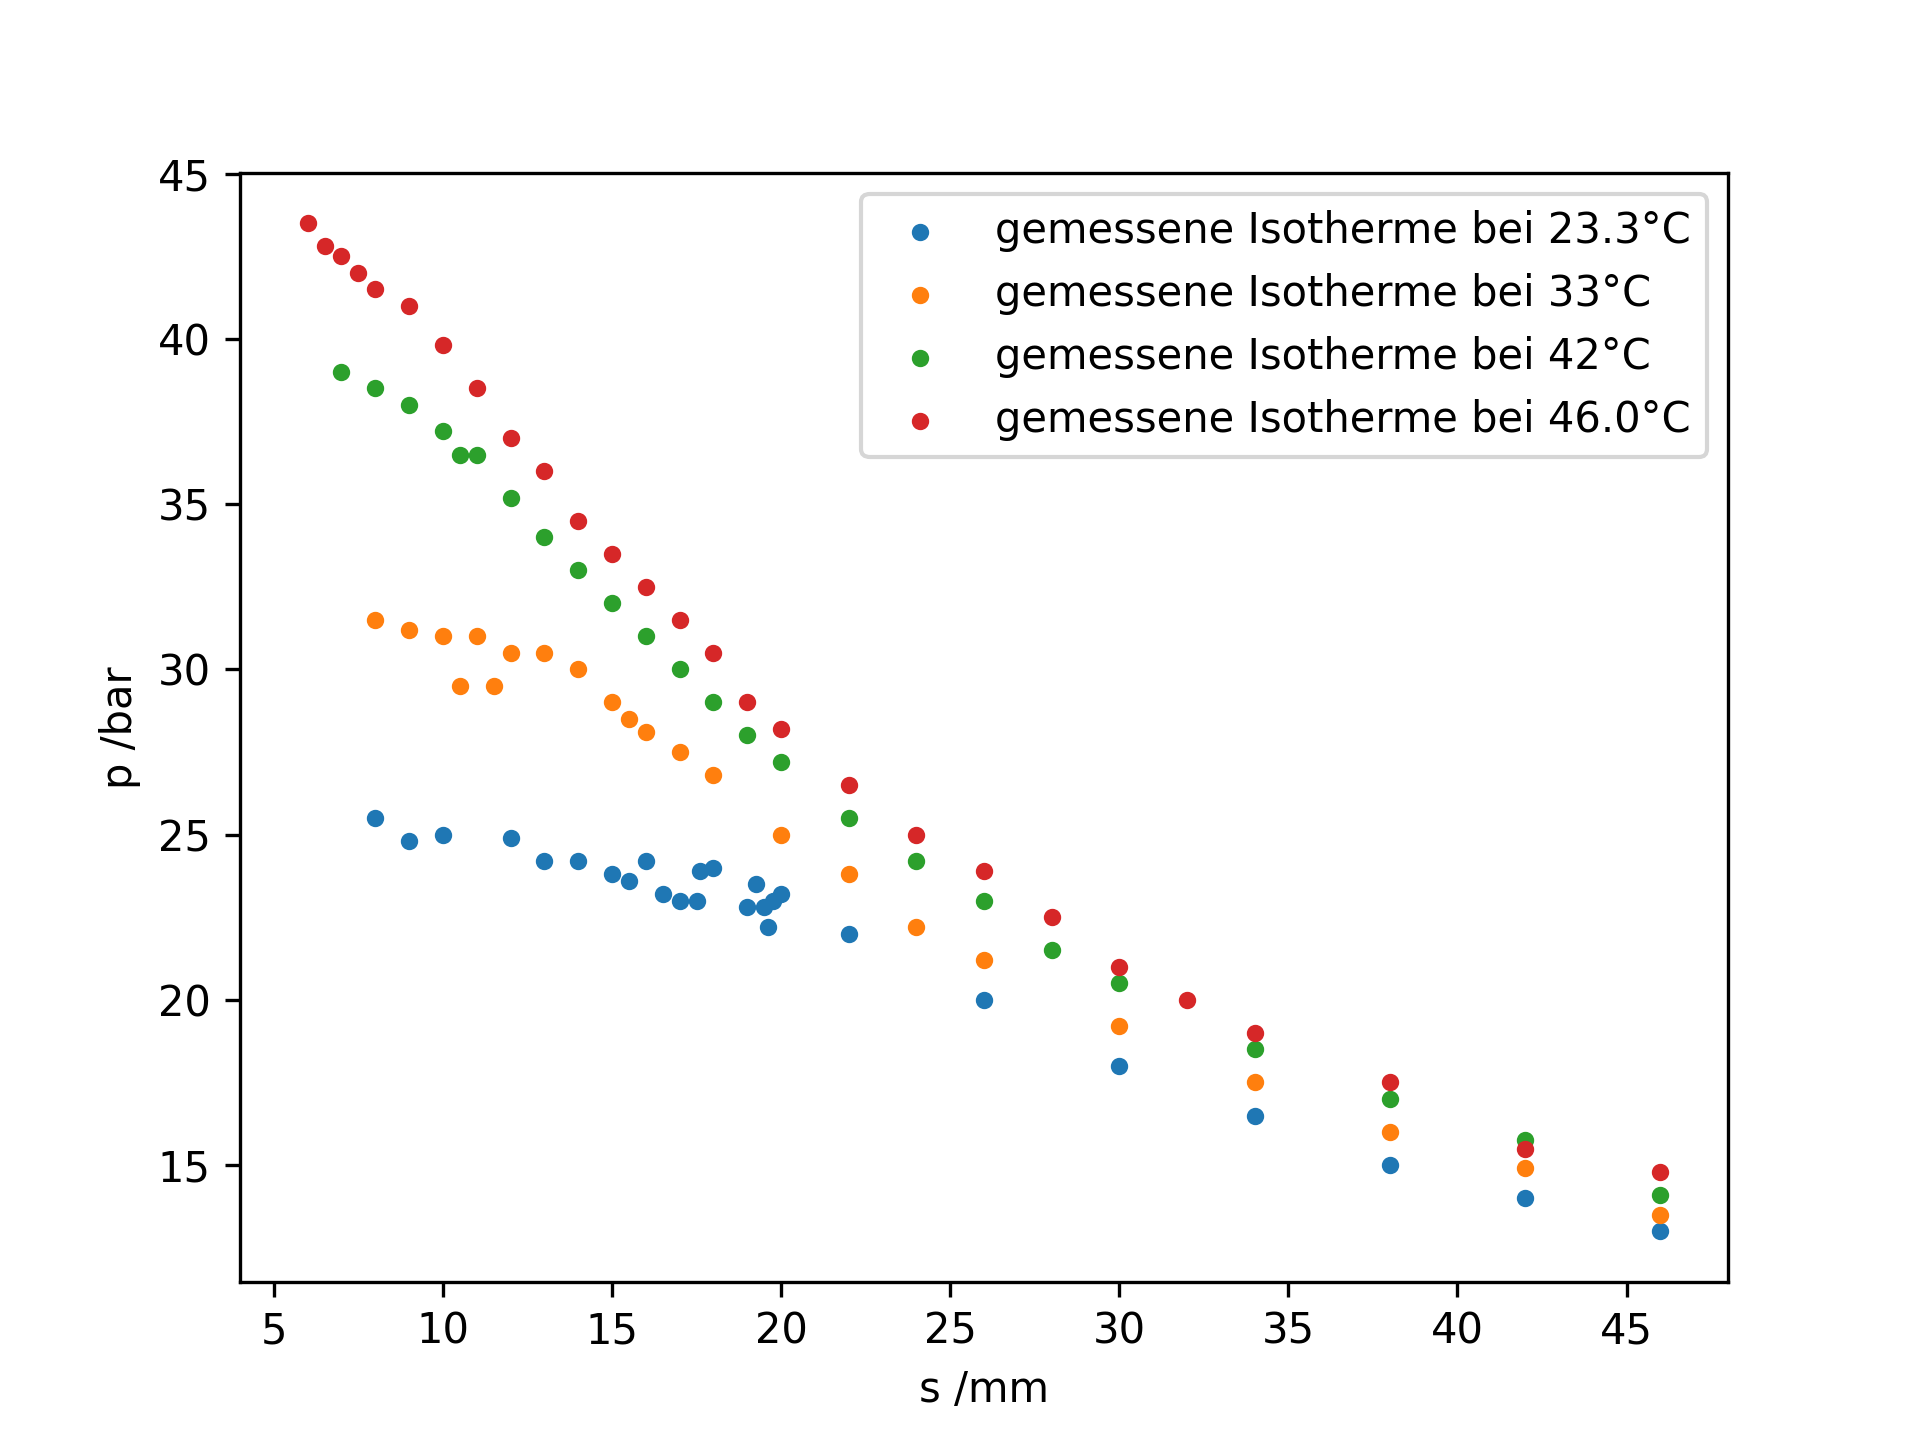 45
40
35
30
25
20
15
p /bar
gemessene Isotherme bei 23.3°C
gemessene Isotherme bei 33°C
gemessene Isotherme bei 42°C
gemessene Isotherme bei 46.0°C
5 10 15 20 25 30 35 40 45
s /mm